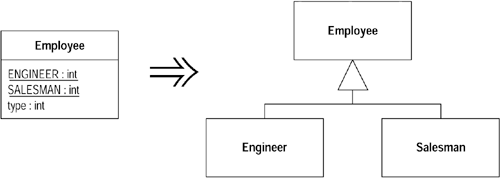 Employee
ENGINEER : int
SALESMAN : int
type : int
Employee
Engineer
Salesman